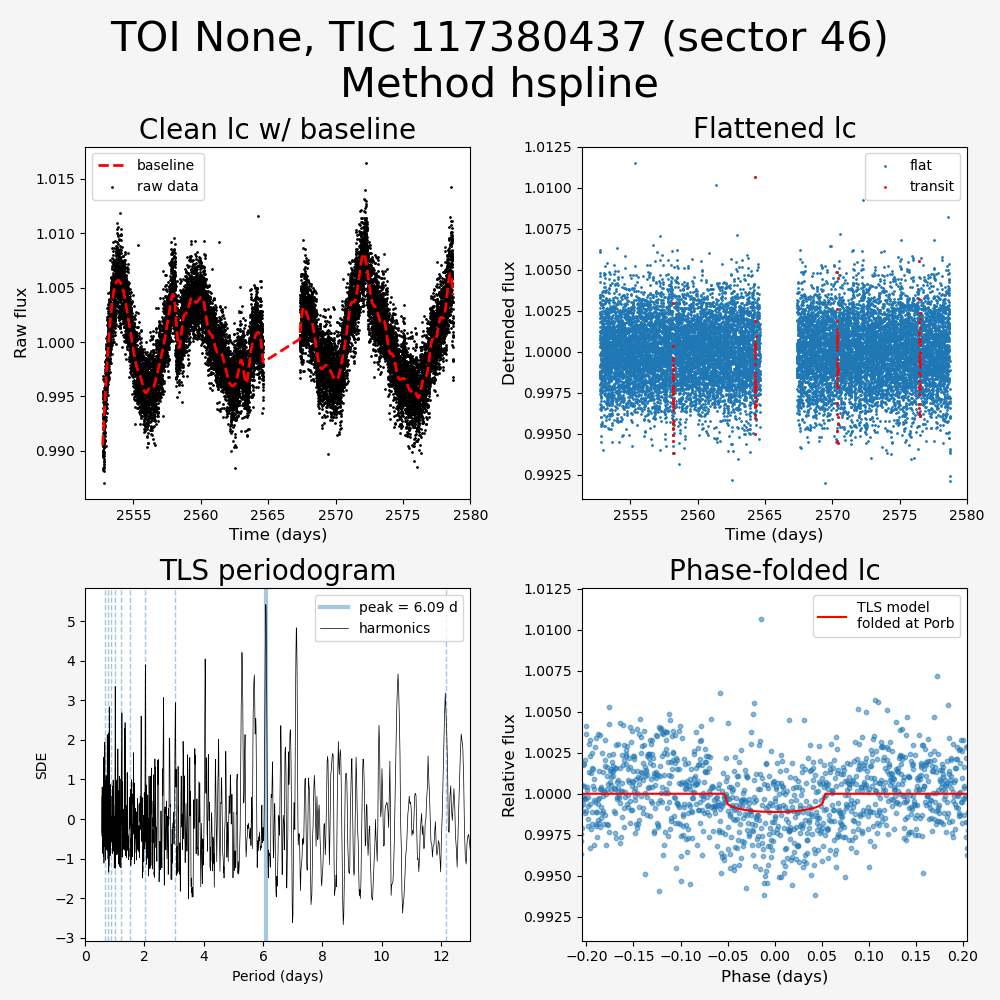 TOI None, TIC 117380437 (sector 46)
Method hspline
Clean lc w/ baseline
baseline
raw data
Raw flux
1.015
1.010
1.005
1.000
0.995
0.990
2555 2560 2565 2570 2575 2580
Time (days)
Flattened lc
flat
transit
Detrended flux
1.0125
1.0100
1.0075
1.0050
1.0025
1.0000
0.9975
0.9950
0.9925
2555 2560 2565 2570 2575 2580
Time (days)
TLS periodogram
peak = 6.09 d
harmonics
SDE
5
4
3
2
1
0
−1
−2
−3
0 2 4 6 8 10 12
Period (days)
Phase-folded lc
TLS model
folded at Porb
Relative flux
1.0125
1.0100
1.0075
1.0050
1.0025
1.0000
0.9975
0.9950
0.9925
−0.20 −0.15 −0.10 −0.05 0.00 0.05 0.10 0.15 0.20
Phase (days)